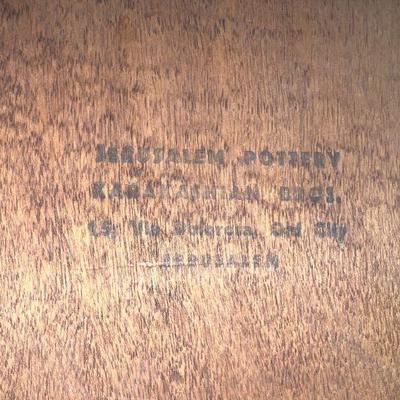 JERUSALEM POTTERY
KARAKASHIAN BROS.
15, Via Dolorosa, Old City
JERUSALEM